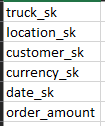 truck_sk
location_sk
customer_sk
currency_sk
date_sk
order_amount